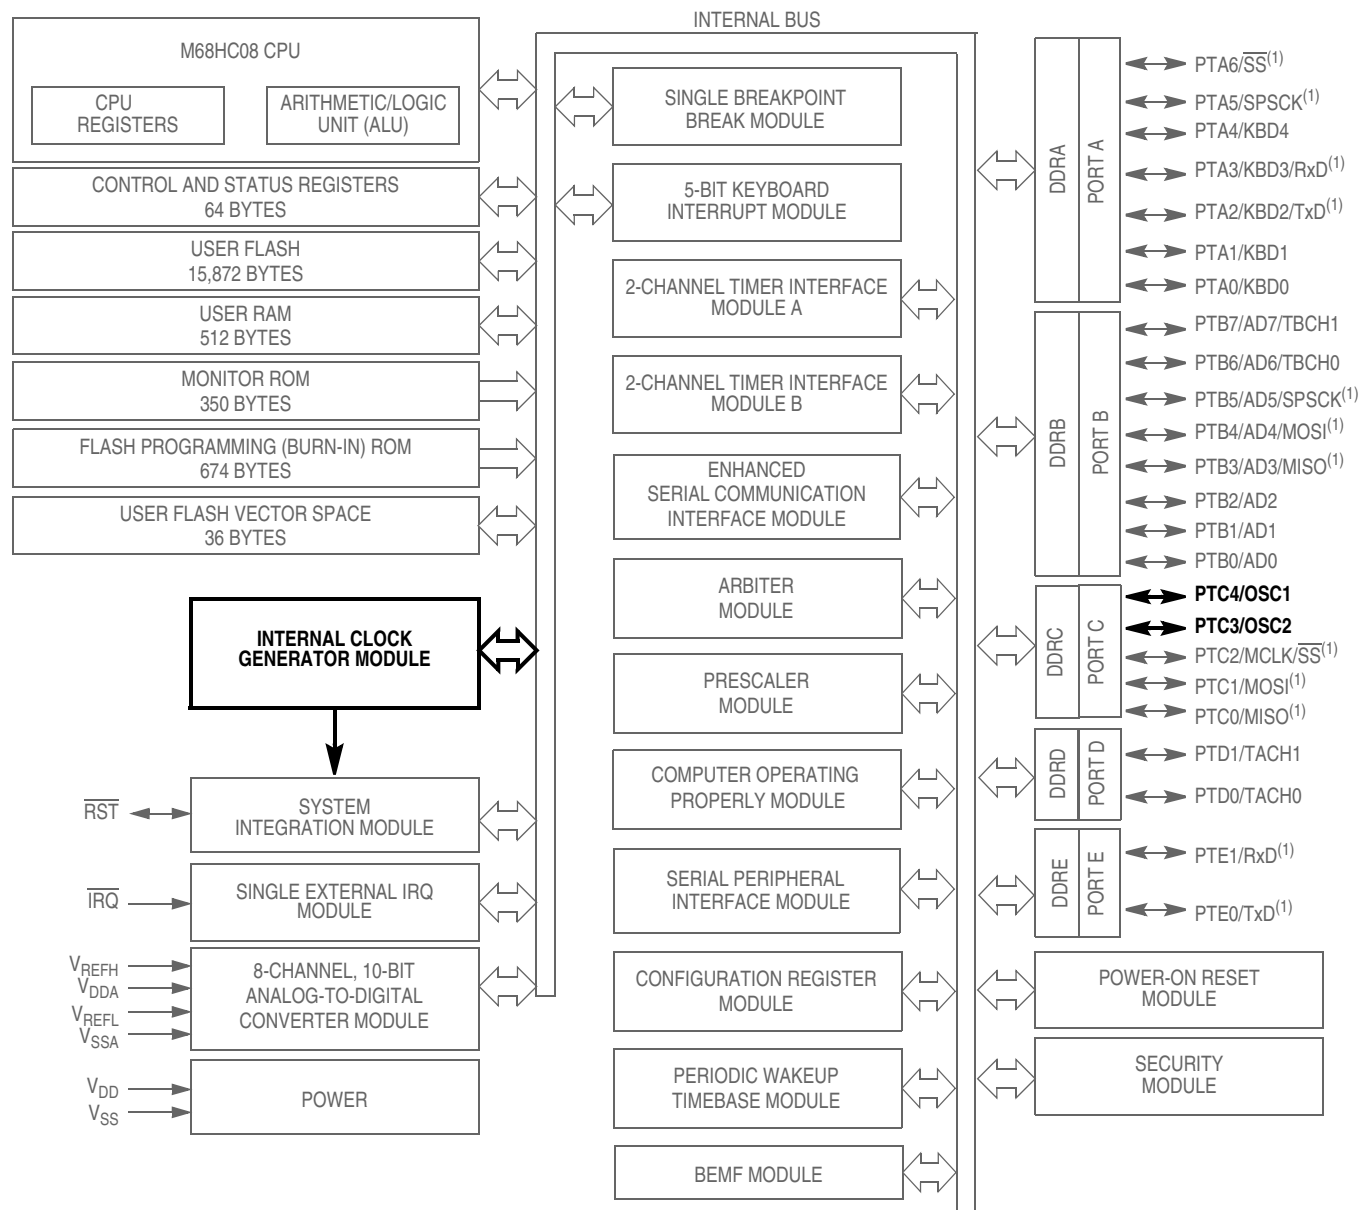 INTERNAL BUS
M68HC08 CPU
CPU
REGISTERS
ARITHMETIC/LOGIC
UNIT (ALU)
CONTROL AND STATUS REGISTERS
64 BYTES
USER FLASH
15,872 BYTES
USER RAM
512 BYTES
MONITOR ROM
350 BYTES
FLASH PROGRAMMING (BURN-IN) ROM
674 BYTES
USER FLASH VECTOR SPACE
36 BYTES
INTERNAL CLOCK
GENERATOR MODULE
RST
SYSTEM
INTEGRATION MODULE
IRQ
SINGLE EXTERNAL IRQ
MODULE
VREFH
VDDA
VREFL
VSSA
8-CHANNEL, 10-BIT
ANALOG-TO-DIGITAL
CONVERTER MODULE
VDD
VSS
POWER
SINGLE BREAKPOINT
BREAK MODULE
5-BIT KEYBOARD
INTERRUPT MODULE
2-CHANNEL TIMER INTERFACE
MODULE A
2-CHANNEL TIMER INTERFACE
MODULE B
ENHANCED
SERIAL COMMUNICATION
INTERFACE MODULE
ARBITER
MODULE
PRESCALER
MODULE
COMPUTER OPERATING
PROPERLY MODULE
SERIAL PERIPHERAL
INTERFACE MODULE
CONFIGURATION REGISTER
MODULE
PERIODIC WAKEUP
TIMEBASE MODULE
BEMF MODULE
DDRA
PORT A
PTA6/SS(1)
PTA5/SPSCK(1)
PTA4/KBD4
PTA3/KBD3/RxD(1)
PTA2/KBD2/TxD(1)
PTA1/KBD1
PTA0/KBD0
DDRB
PORT B
PTB7/AD7/TBCH1
PTB6/AD6/TBCH0
PTB5/AD5/SPSCK(1)
PTB4/AD4/MOSI(1)
PTB3/AD3/MISO(1)
PTB2/AD2
PTB1/AD1
PTB0/AD0
DDRC
PORT C
PTC4/OSC1
PTC3/OSC2
PTC2/MCLK/SS(1)
PTC1/MOSI(1)
PTC0/MISO(1)
DDRD
PORT D
PTD1/TACH1
PTD0/TACH0
DDRE
PORT E
PTE1/RxD(1)
PTE0/TxD(1)
POWER-ON RESET
MODULE
SECURITY
MODULE